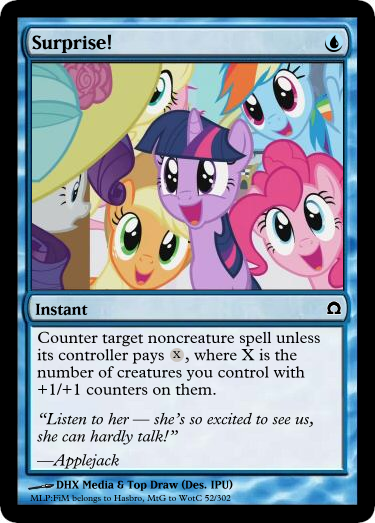 Surprise!
Instant
Counter target noncreature spell unless
its controller pays X, where X is the
number of creatures you control with
+1/+1 counters on them.
“Listen to her — she's so excited to see us,
she can hardly talk!”
—Applejack
DHX Media & Top Draw (Des. IPU)
MLP:FiM belongs to Hasbro, MtG to WotC 52/302